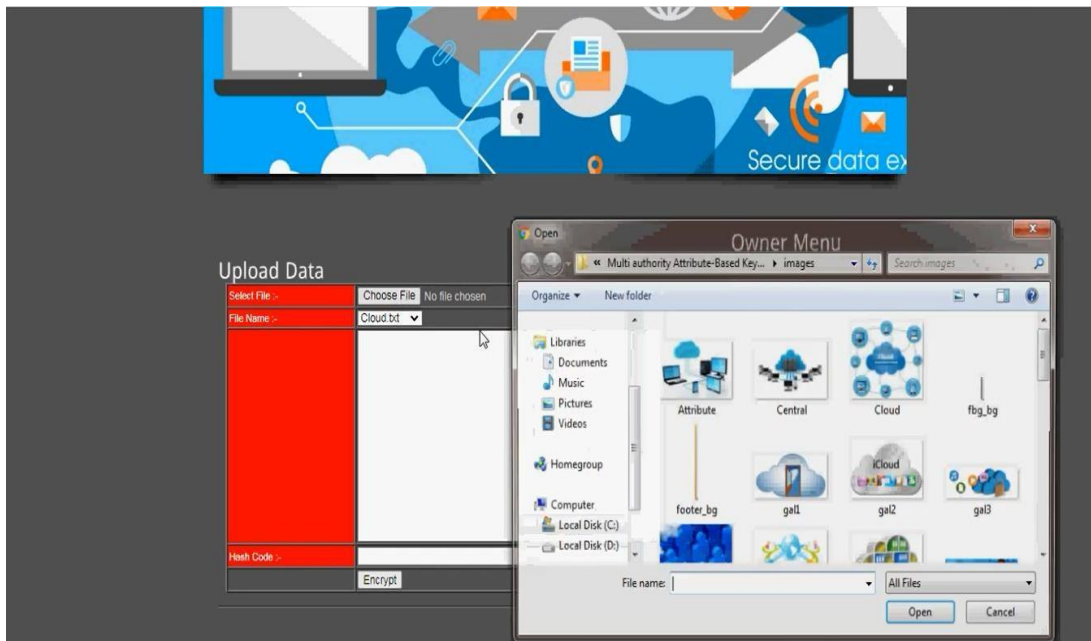 Secure data ex
Upload Data
Select File :-
Choose File No file chosen
File Name :-
Cloud.txt
Hash Code :-
Encrypt
Open
Owner Menu
« Multi authority Attribute-Based Key... ▸ images
Search images
Organize
New folder
Libraries
Documents
Music
Pictures
Videos
Homegroup
Computer
Local Disk (C:)
Local Disk (D:)
Attribute
Central
Cloud
fbg_bg
iCloud
footer_bg
gal1
gal2
gal3
File name:
All Files
Open
Cancel